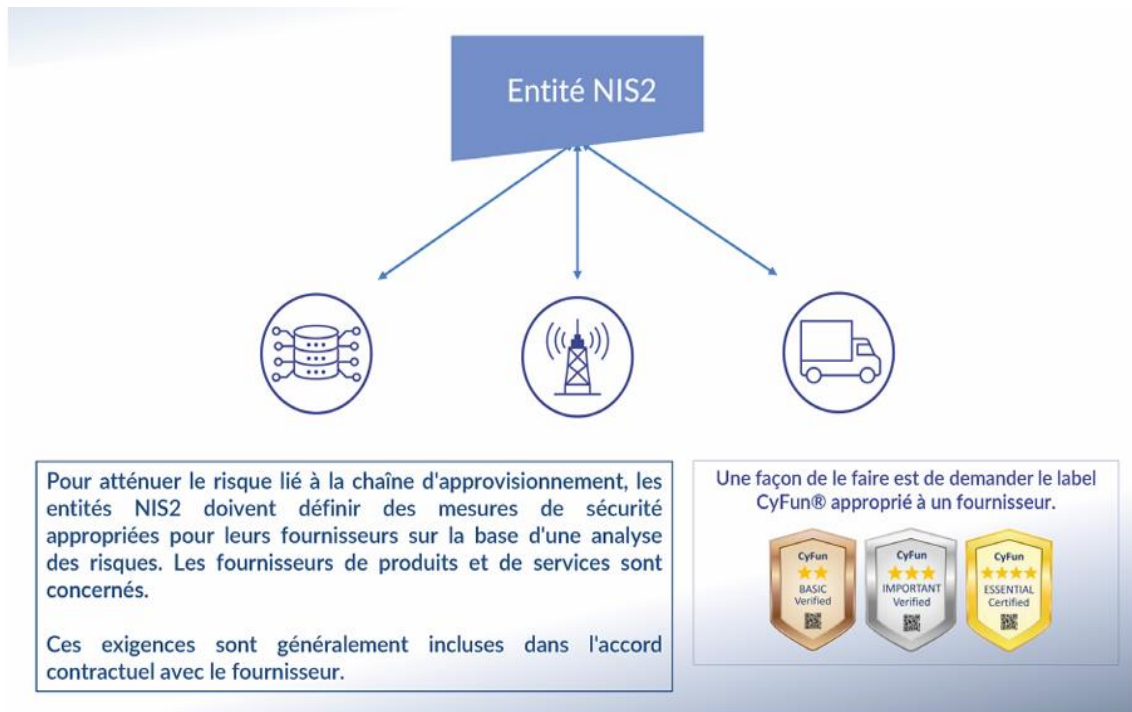 Entité NIS2
Pour atténuer le risque lié à la chaîne d'approvisionnement, les
entités NIS2 doivent définir des mesures de sécurité
appropriées pour leurs fournisseurs sur la base d'une analyse
des risques. Les fournisseurs de produits et de services sont
concernés.
Ces exigences sont généralement incluses dans l'accord
contractuel avec le fournisseur.
Une façon de le faire est de demander le label
CyFun® approprié à un fournisseur.
CyFun
BASIC
Verified
CyFun
IMPORTANT
Verified
CyFun
ESSENTIAL
Certified